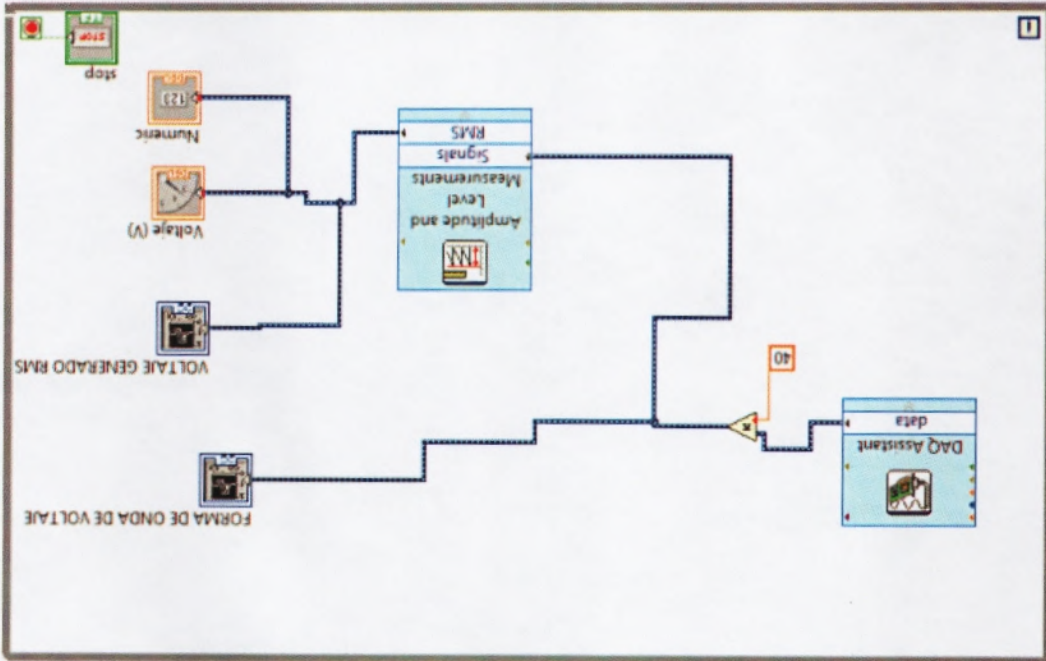 FORMA DE ONDA DE VOLTAJE
DAQ Assistant
data
40
VOLTAJE GENERADO RMS
Amplitude and
Level
Measurements
Signals
RMS
Voltaje (V)
Numeric
123
stop
STOP
TF
i